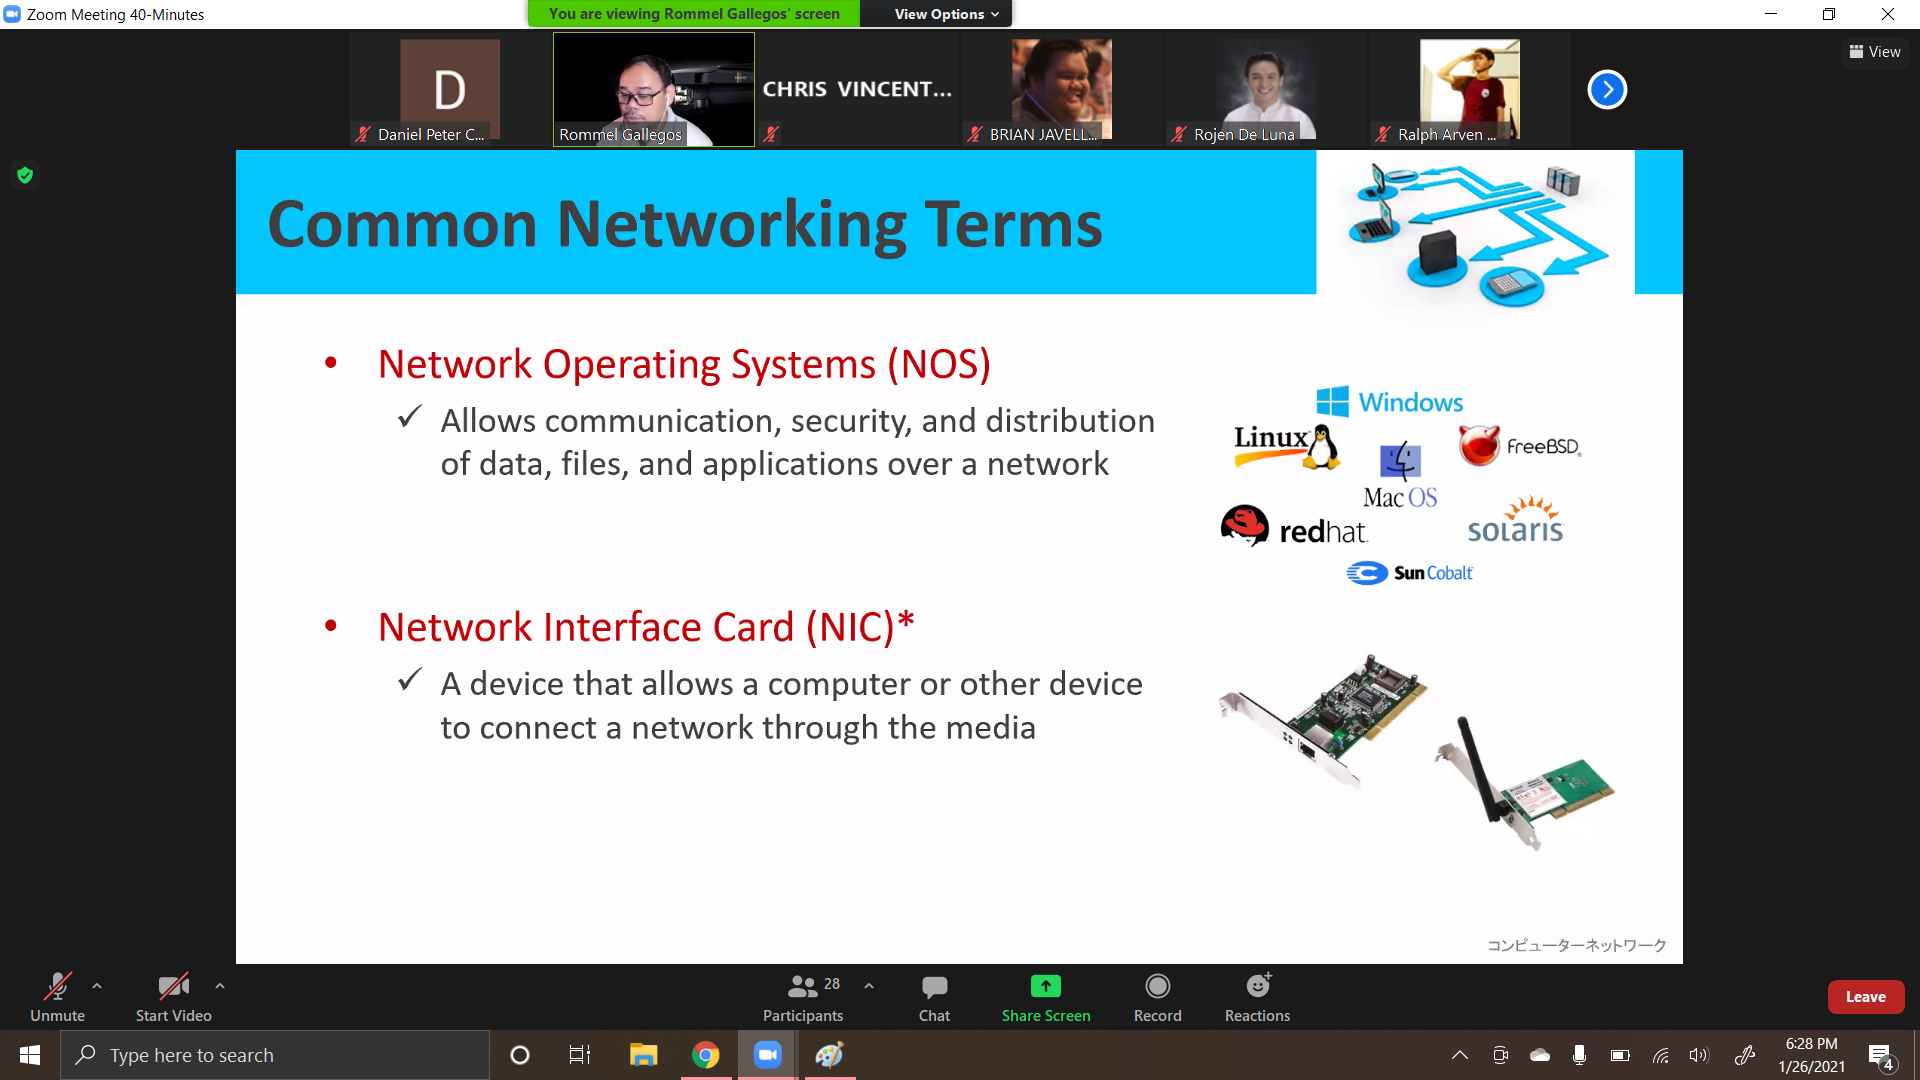 Zoom Meeting 40-Minutes
You are viewing Rommel Gallegos' screen
View Options
View
D
CHRIS VINCENT...
Daniel Peter C...
Rommel Gallegos
BRIAN JAVELL...
Rojen De Luna
Ralph Arven ...
Common Networking Terms
• Network Operating Systems (NOS)
✓ Allows communication, security, and distribution
of data, files, and applications over a network
Windows
Linux
FreeBSD
Mac OS
redhat
solaris
Sun Cobalt
• Network Interface Card (NIC)*
✓ A device that allows a computer or other device
to connect a network through the media
コンピューターネットワーク
Unmute
Start Video
28
Participants
Chat
Share Screen
Record
Reactions
Leave
Type here to search
6:28 PM
1/26/2021
4